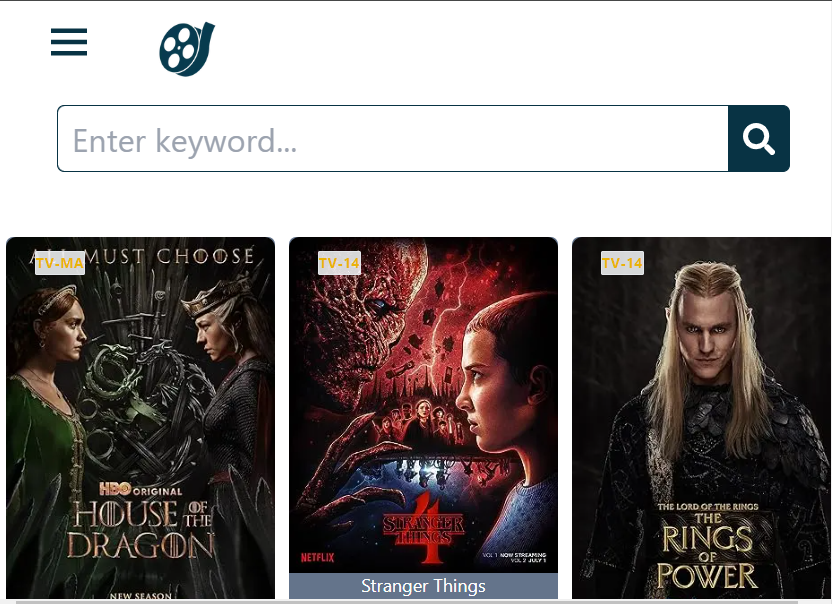 Enter keyword...
ALL MUST CHOOSE
TV-MA
HBO ORIGINAL
HOUSE OF THE
DRAGON
NEW SEASON
TV-14
STRANGER
THINGS
4
NETFLIX
VOL 1 NOW STREAMING
VOL 2 JULY 1
Stranger Things
TV-14
THE LORD OF THE RINGS
THE
RINGS
OF
POWER